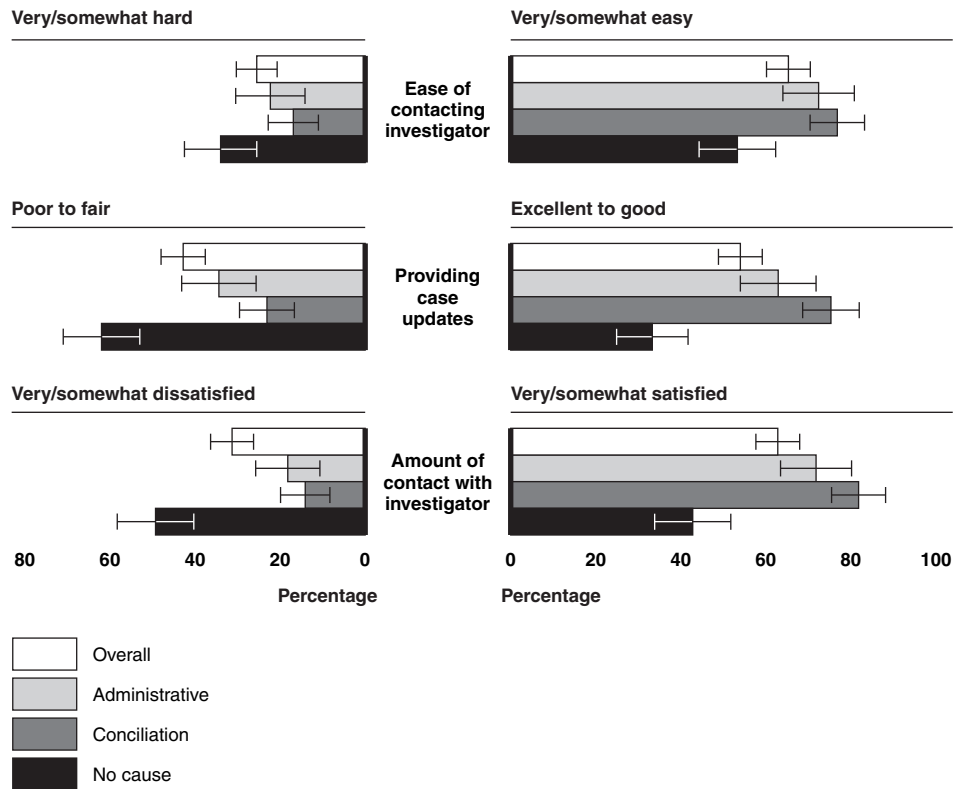 Very/somewhat hard
Very/somewhat easy
Ease of
contacting
investigator
Poor to fair
Excellent to good
Providing
case
updates
Very/somewhat dissatisfied
Very/somewhat satisfied
Amount of
contact with
investigator
80 60 40 20 0
0 20 40 60 80 100
Percentage
Percentage
Overall
Administrative
Conciliation
No cause